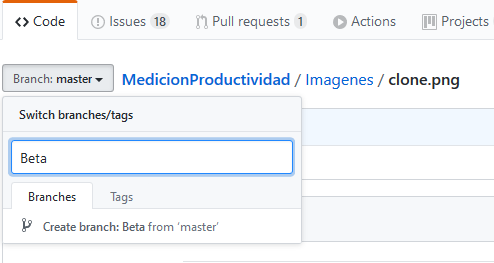 Code Issues 18 Pull requests 1 Actions Projects
Branch: master MedicionProductividad / Imagenes / clone.png
Switch branches/tags
Beta
Branches Tags
Create branch: Beta from ‘master’